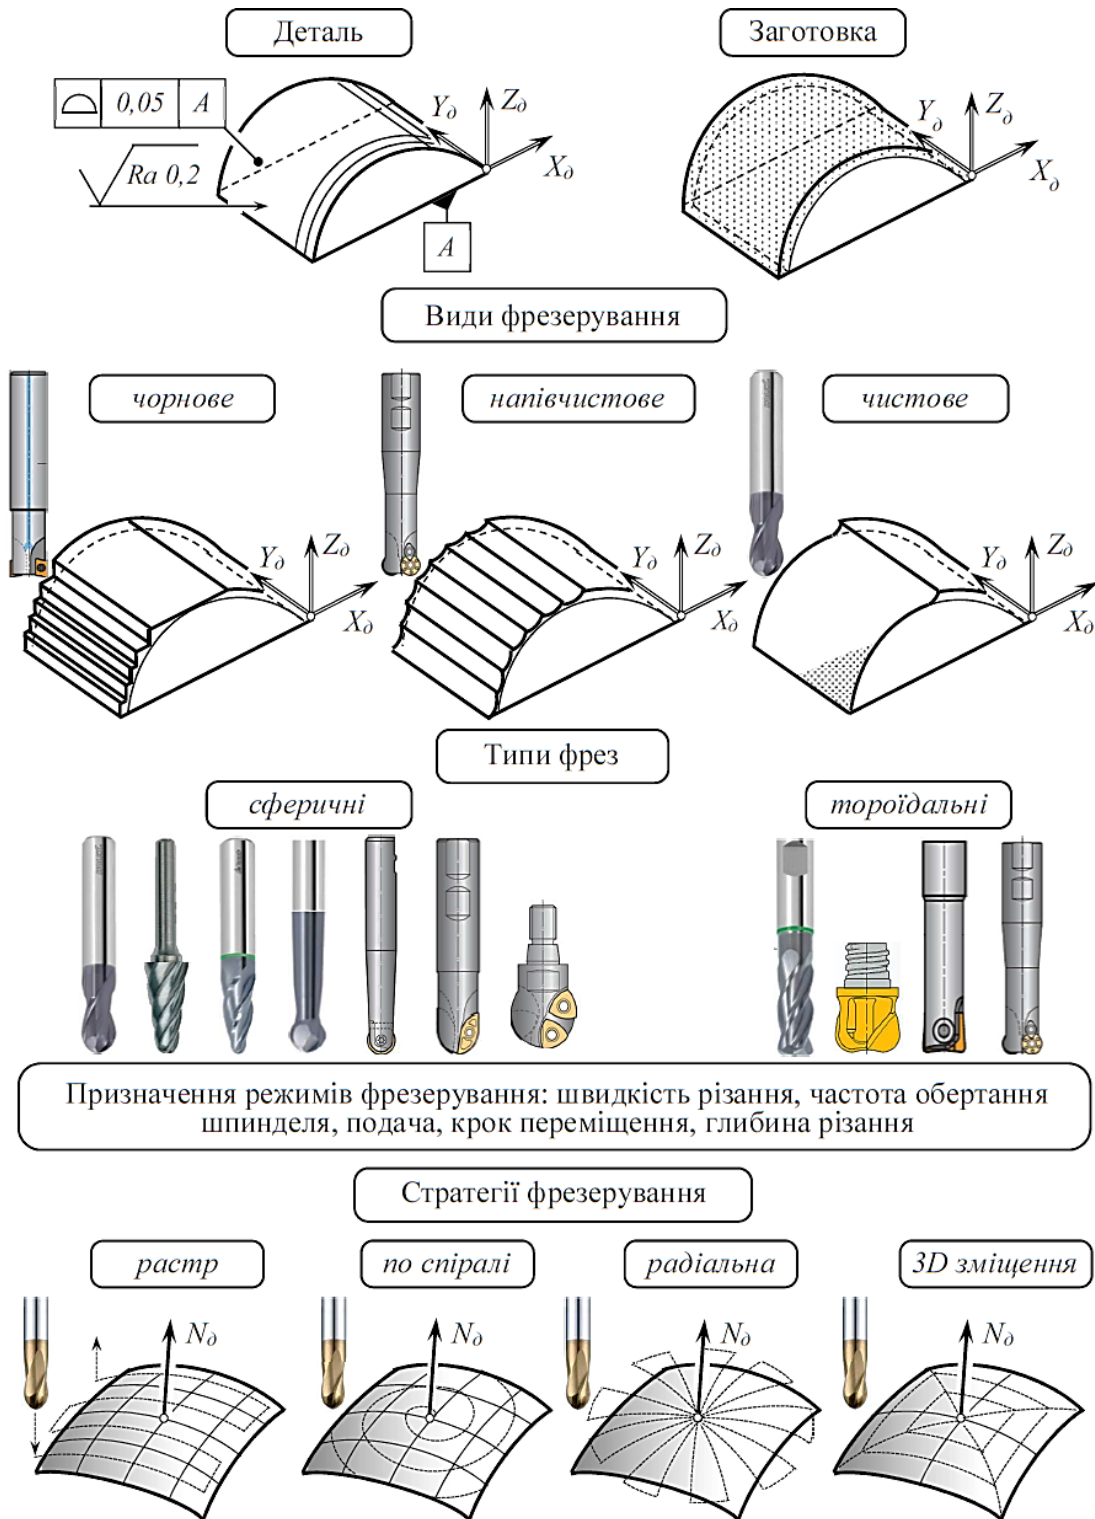 Деталь
Заготовка
0,05 A
Ra 0,2
A
Yд Zд Xд
Yд Zд Xд
Види фрезерування
чорнове
напівчистове
чистове
Yд Zд Xд
Yд Zд Xд
Yд Zд Xд
Типи фрез
сферичні
тороїдальні
Призначення режимів фрезерування: швидкість різання, частота обертання
шпинделя, подача, крок переміщення, глибина різання
Стратегії фрезерування
растр
по спіралі
радіальна
3D зміщення
Nд
Nд
Nд
Nд